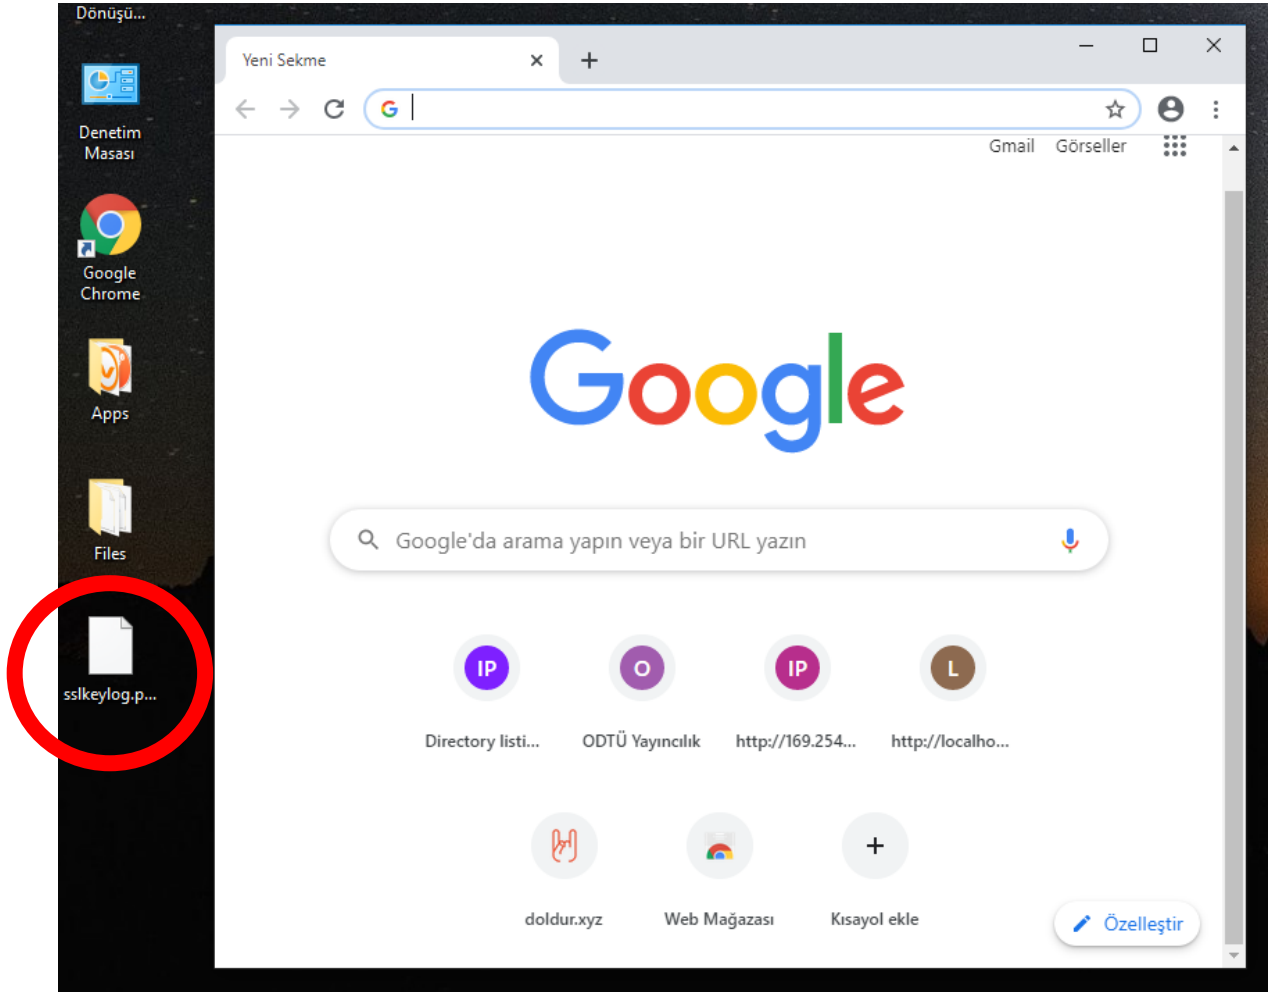 Dönüşü...
Denetim
Masası
Google
Chrome
Apps
Files
sslkeylog.p...
Yeni Sekme
G
Gmail Görseller
Google
Google'da arama yapın veya bir URL yazın
IP
O
IP
L
Directory listi...
ODTÜ Yayıncılık
http://169.254...
http://localho...
doldur.xyz
Web Mağazası
Kısayol ekle
Özelleştir